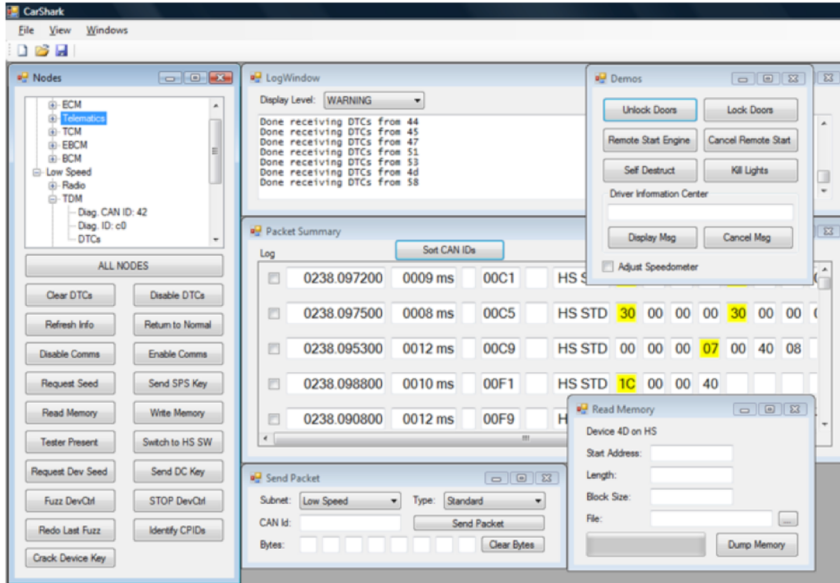 CarShark
File View Windows
Nodes
ECM
Telematics
TCM
EBCM
BCM
Low Speed
Radio
TDM
Diag. CAN ID: 42
Diag. ID: c0
DTCs
ALL NODES
Clear DTCs Disable DTCs
Refresh Info Return to Normal
Disable Comms Enable Comms
Request Seed Send SPS Key
Read Memory Write Memory
Tester Present Switch to HS SW
Request Dev Seed Send DC Key
Fuzz DevCtrl STOP DevCtrl
Redo Last Fuzz Identify CPIDs
Crack Device Key
LogWindow
Display Level: WARNING
Done receiving DTCs from 44
Done receiving DTCs from 45
Done receiving DTCs from 47
Done receiving DTCs from 51
Done receiving DTCs from 53
Done receiving DTCs from 4d
Done receiving DTCs from 58
Demos
Unlock Doors Lock Doors
Remote Start Engine Cancel Remote Start
Self Destruct Kill Lights
Driver Information Center
Display Msg Cancel Msg
Adjust Speedometer
Packet Summary
Log Sort CAN IDs
0238.097200 0009 ms 00C1 HS S
0238.097500 0008 ms 00C5 HS STD 30 00 00 00 30 00 00
0238.095300 0012 ms 00C9 HS STD 00 00 00 07 00 40 08
0238.098800 0010 ms 00F1 HS STD 1C 00 00 40
0238.090800 0012 ms 00F9 H
Send Packet
Subnet: Low Speed Type: Standard
CAN Id: Send Packet
Bytes: Clear Bytes
Read Memory
Device 4D on HS
Start Address:
Length:
Block Size:
File: ...
Dump Memory